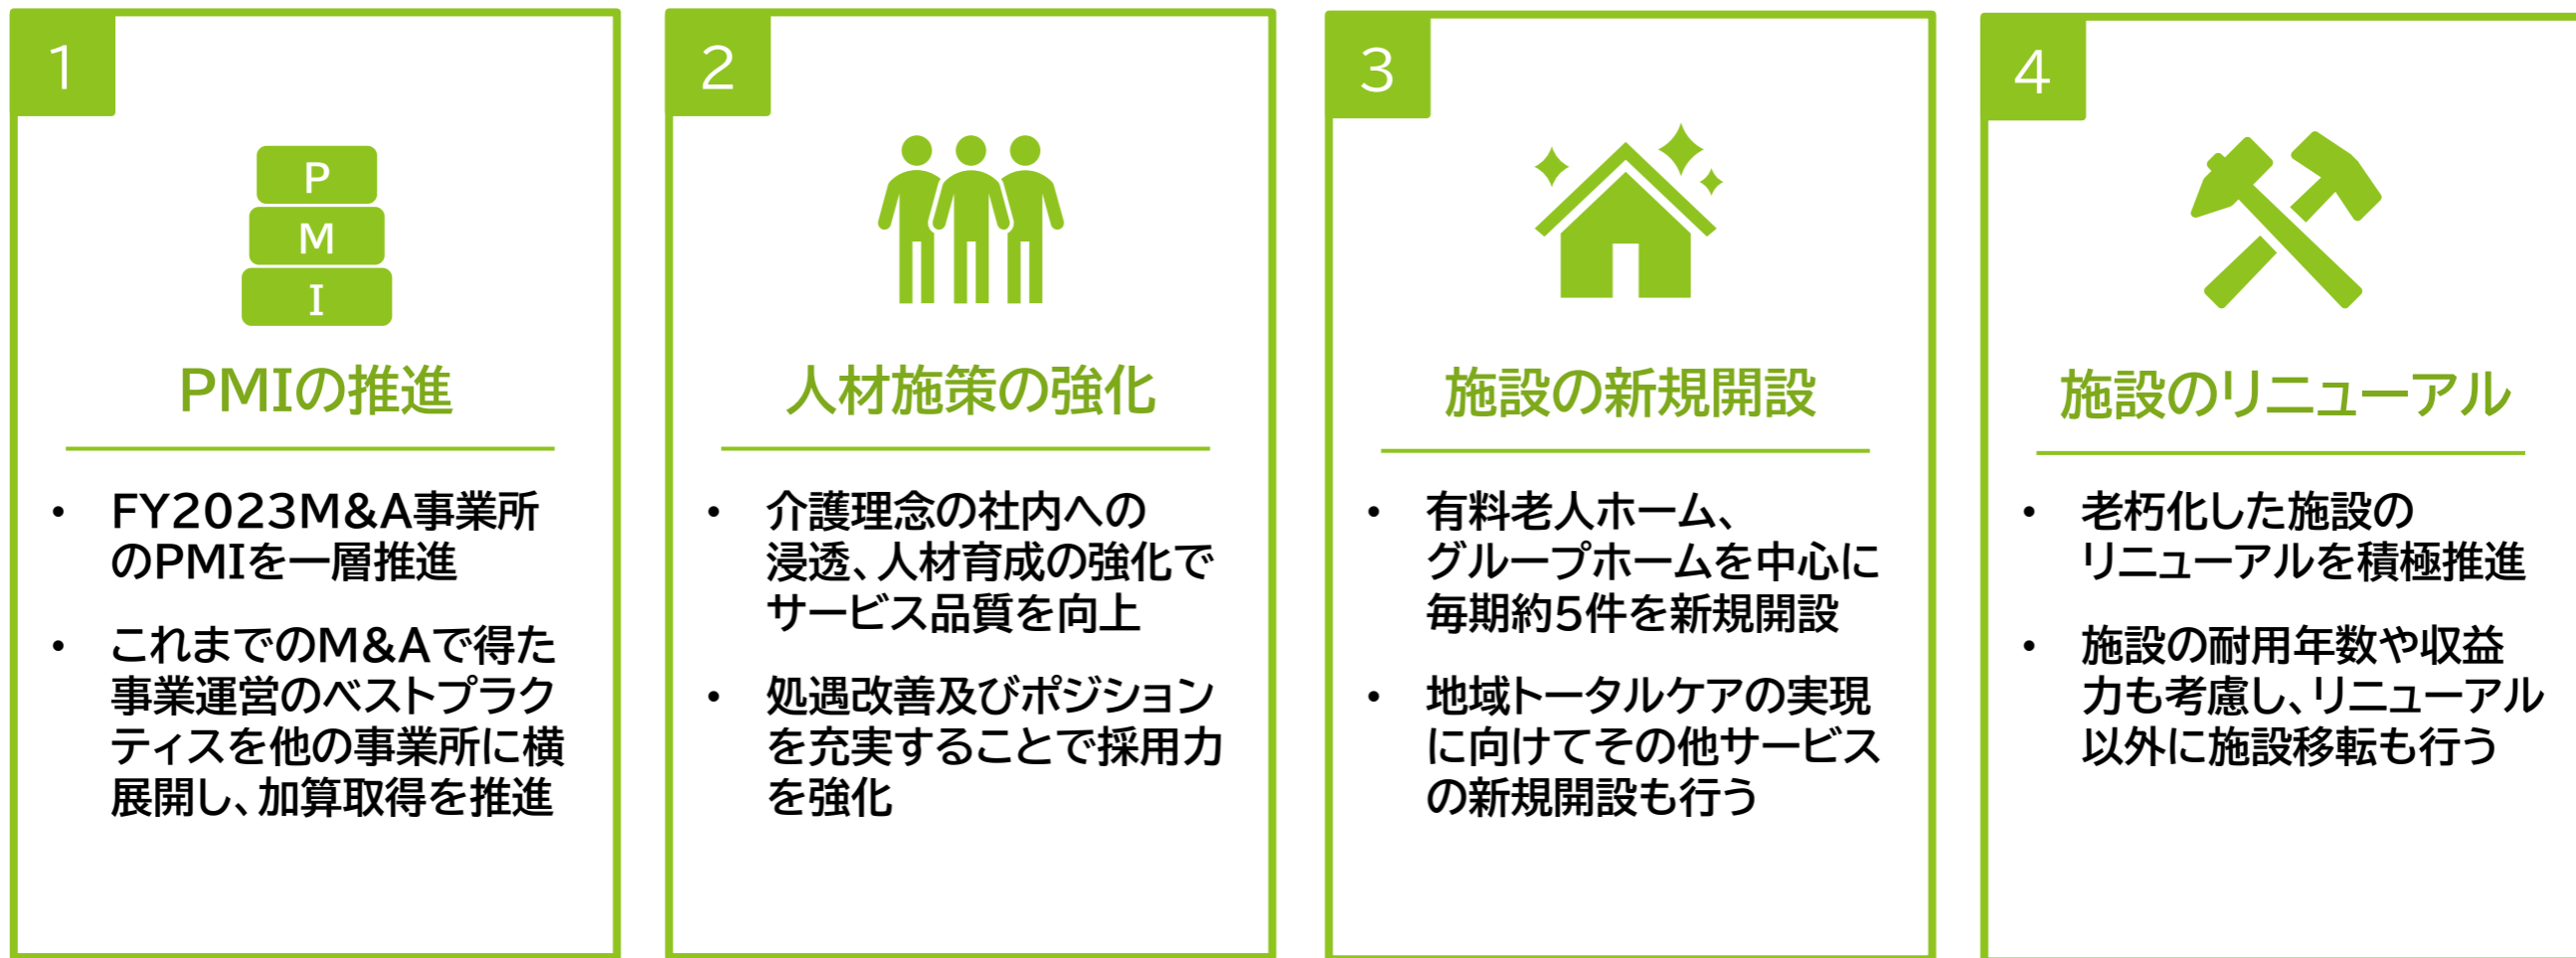 1
P
M
I
PMIの推進
• FY2023M&A事業所
のPMIを一層推進
• これまでのM&Aで得た
事業運営のベストプラク
ティスを他の事業所に横
展開し、加算取得を推進
2
人材施策の強化
• 介護理念の社内への
浸透、人材育成の強化で
サービス品質を向上
• 処遇改善及びポジション
を充実することで採用力
を強化
3
施設の新規開設
• 有料老人ホーム、
グループホームを中心に
毎期約5件を新規開設
• 地域トータルケアの実現
に向けてその他サービス
の新規開設も行う
4
施設のリニューアル
• 老朽化した施設の
リニューアルを積極推進
• 施設の耐用年数や収益
力も考慮し、リニューアル
以外に施設移転も行う